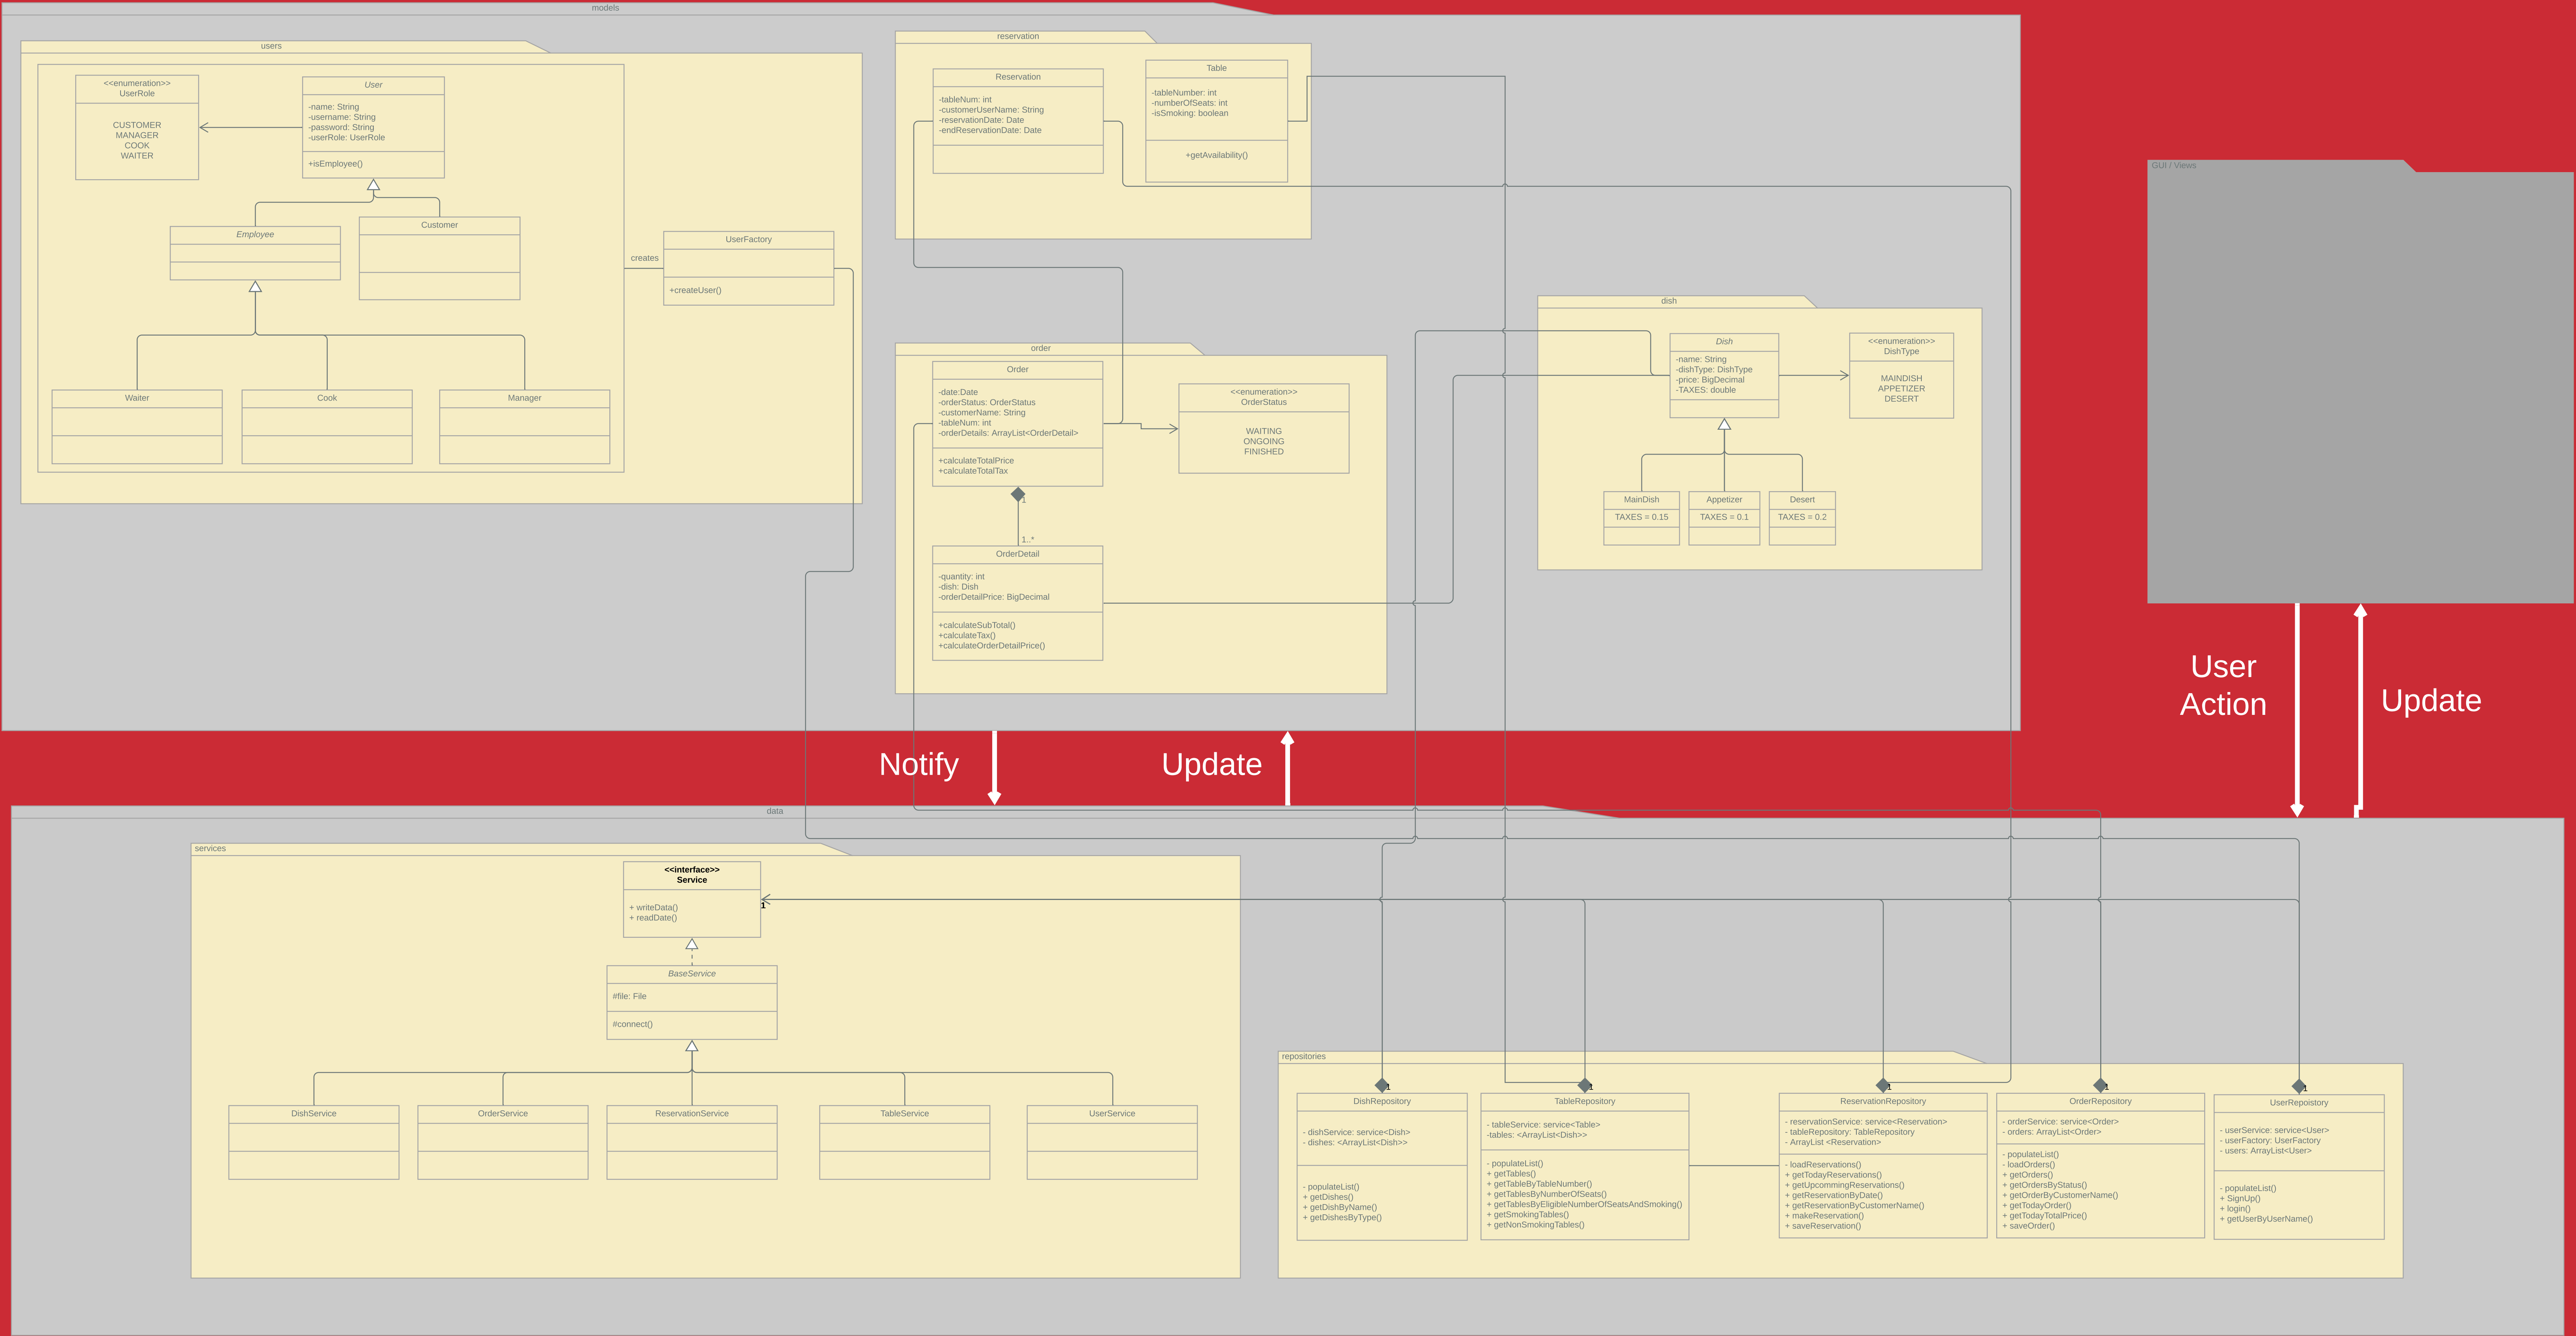 models
users
<<enumeration>>
UserRole
CUSTOMER
MANAGER
COOK
WAITER
User
-name: String
-username: String
-password: String
-userRole: UserRole
+isEmployee()
Employee
Customer
Waiter
Cook
Manager
creates
UserFactory
+createUser()
reservation
Reservation
-tableNum: int
-customerUserName: String
-reservationDate: Date
-endReservationDate: Date
Table
-tableNumber: int
-numberOfSeats: int
-isSmoking: boolean
+getAvailability()
order
Order
-date:Date
-orderStatus: OrderStatus
-customerName: String
-tableNum: int
-orderDetails: ArrayList<OrderDetail>
+calculateTotalPrice
+calculateTotalTax
1
1..*
<<enumeration>>
OrderStatus
WAITING
ONGOING
FINISHED
OrderDetail
-quantity: int
-dish: Dish
-orderDetailPrice: BigDecimal
+calculateSubTotal()
+calculateTax()
+calculateOrderDetailPrice()
dish
Dish
-name: String
-dishType: DishType
-price: BigDecimal
-TAXES: double
<<enumeration>>
DishType
MAINDISH
APPETIZER
DESERT
MainDish
TAXES = 0.15
Appetizer
TAXES = 0.1
Desert
TAXES = 0.2
GUI / Views
User
Action
Update
Notify
Update
data
services
<<interface>>
Service
+ writeData()
+ readDate()
1
BaseService
#file: File
#connect()
DishService
OrderService
ReservationService
TableService
UserService
repositories
1
DishRepository
- dishService: service<Dish>
- dishes: <ArrayList<Dish>>
- populateList()
+ getDishes()
+ getDishByName()
+ getDishesByType()
1
TableRepository
- tableService: service<Table>
-tables: <ArrayList<Dish>>
- populateList()
+ getTables()
+ getTableByTableNumber()
+ getTablesByNumberOfSeats()
+ getTablesByEligibleNumberOfSeatsAndSmoking()
+ getSmokingTables()
+ getNonSmokingTables()
1
ReservationRepository
- reservationService: service<Reservation>
- tableRepository: TableRepository
- ArrayList <Reservation>
- loadReservations()
+ getTodayReservations()
+ getUpcommingReservations()
+ getReservationByDate()
+ getReservationByCustomerName()
+ makeReservation()
+ saveReservation()
1
OrderRepository
- orderService: service<Order>
- orders: ArrayList<Order>
- populateList()
- loadOrders()
+ getOrders()
+ getOrdersByStatus()
+ getOrderByCustomerName()
+ getTodayOrder()
+ getTodayTotalPrice()
+ saveOrder()
1
UserRepoistory
- userService: service<User>
- userFactory: UserFactory
- users: ArrayList<User>
- populateList()
+ SignUp()
+ login()
+ getUserByUserName()